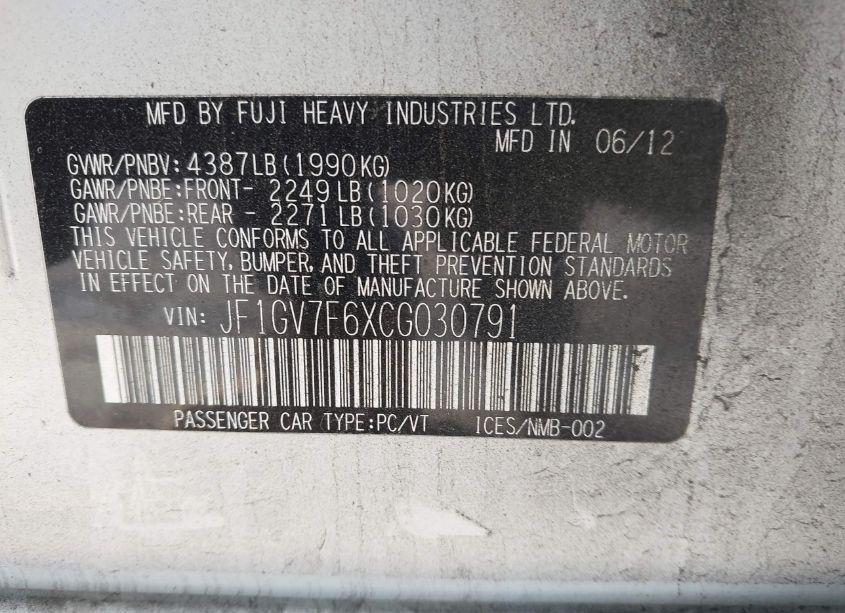 MFD BY FUJI HEAVY INDUSTRIES LTD.
MFD IN 06/12
GVWR/PNBV: 4387LB(1990KG)
GAWR/PNBE:FRONT- 2249LB(1020KG)
GAWR/PNBE:REAR - 2271LB(1030KG)
THIS VEHICLE CONFORMS TO ALL APPLICABLE FEDERAL MOTOR
VEHICLE SAFETY, BUMPER, AND THEFT PREVENTION STANDARDS
IN EFFECT ON THE DATE OF MANUFACTURE SHOWN ABOVE.
VIN: JF1GV7F6XCG030791
PASSENGER CAR TYPE:PC/VT ICES/NMB-002